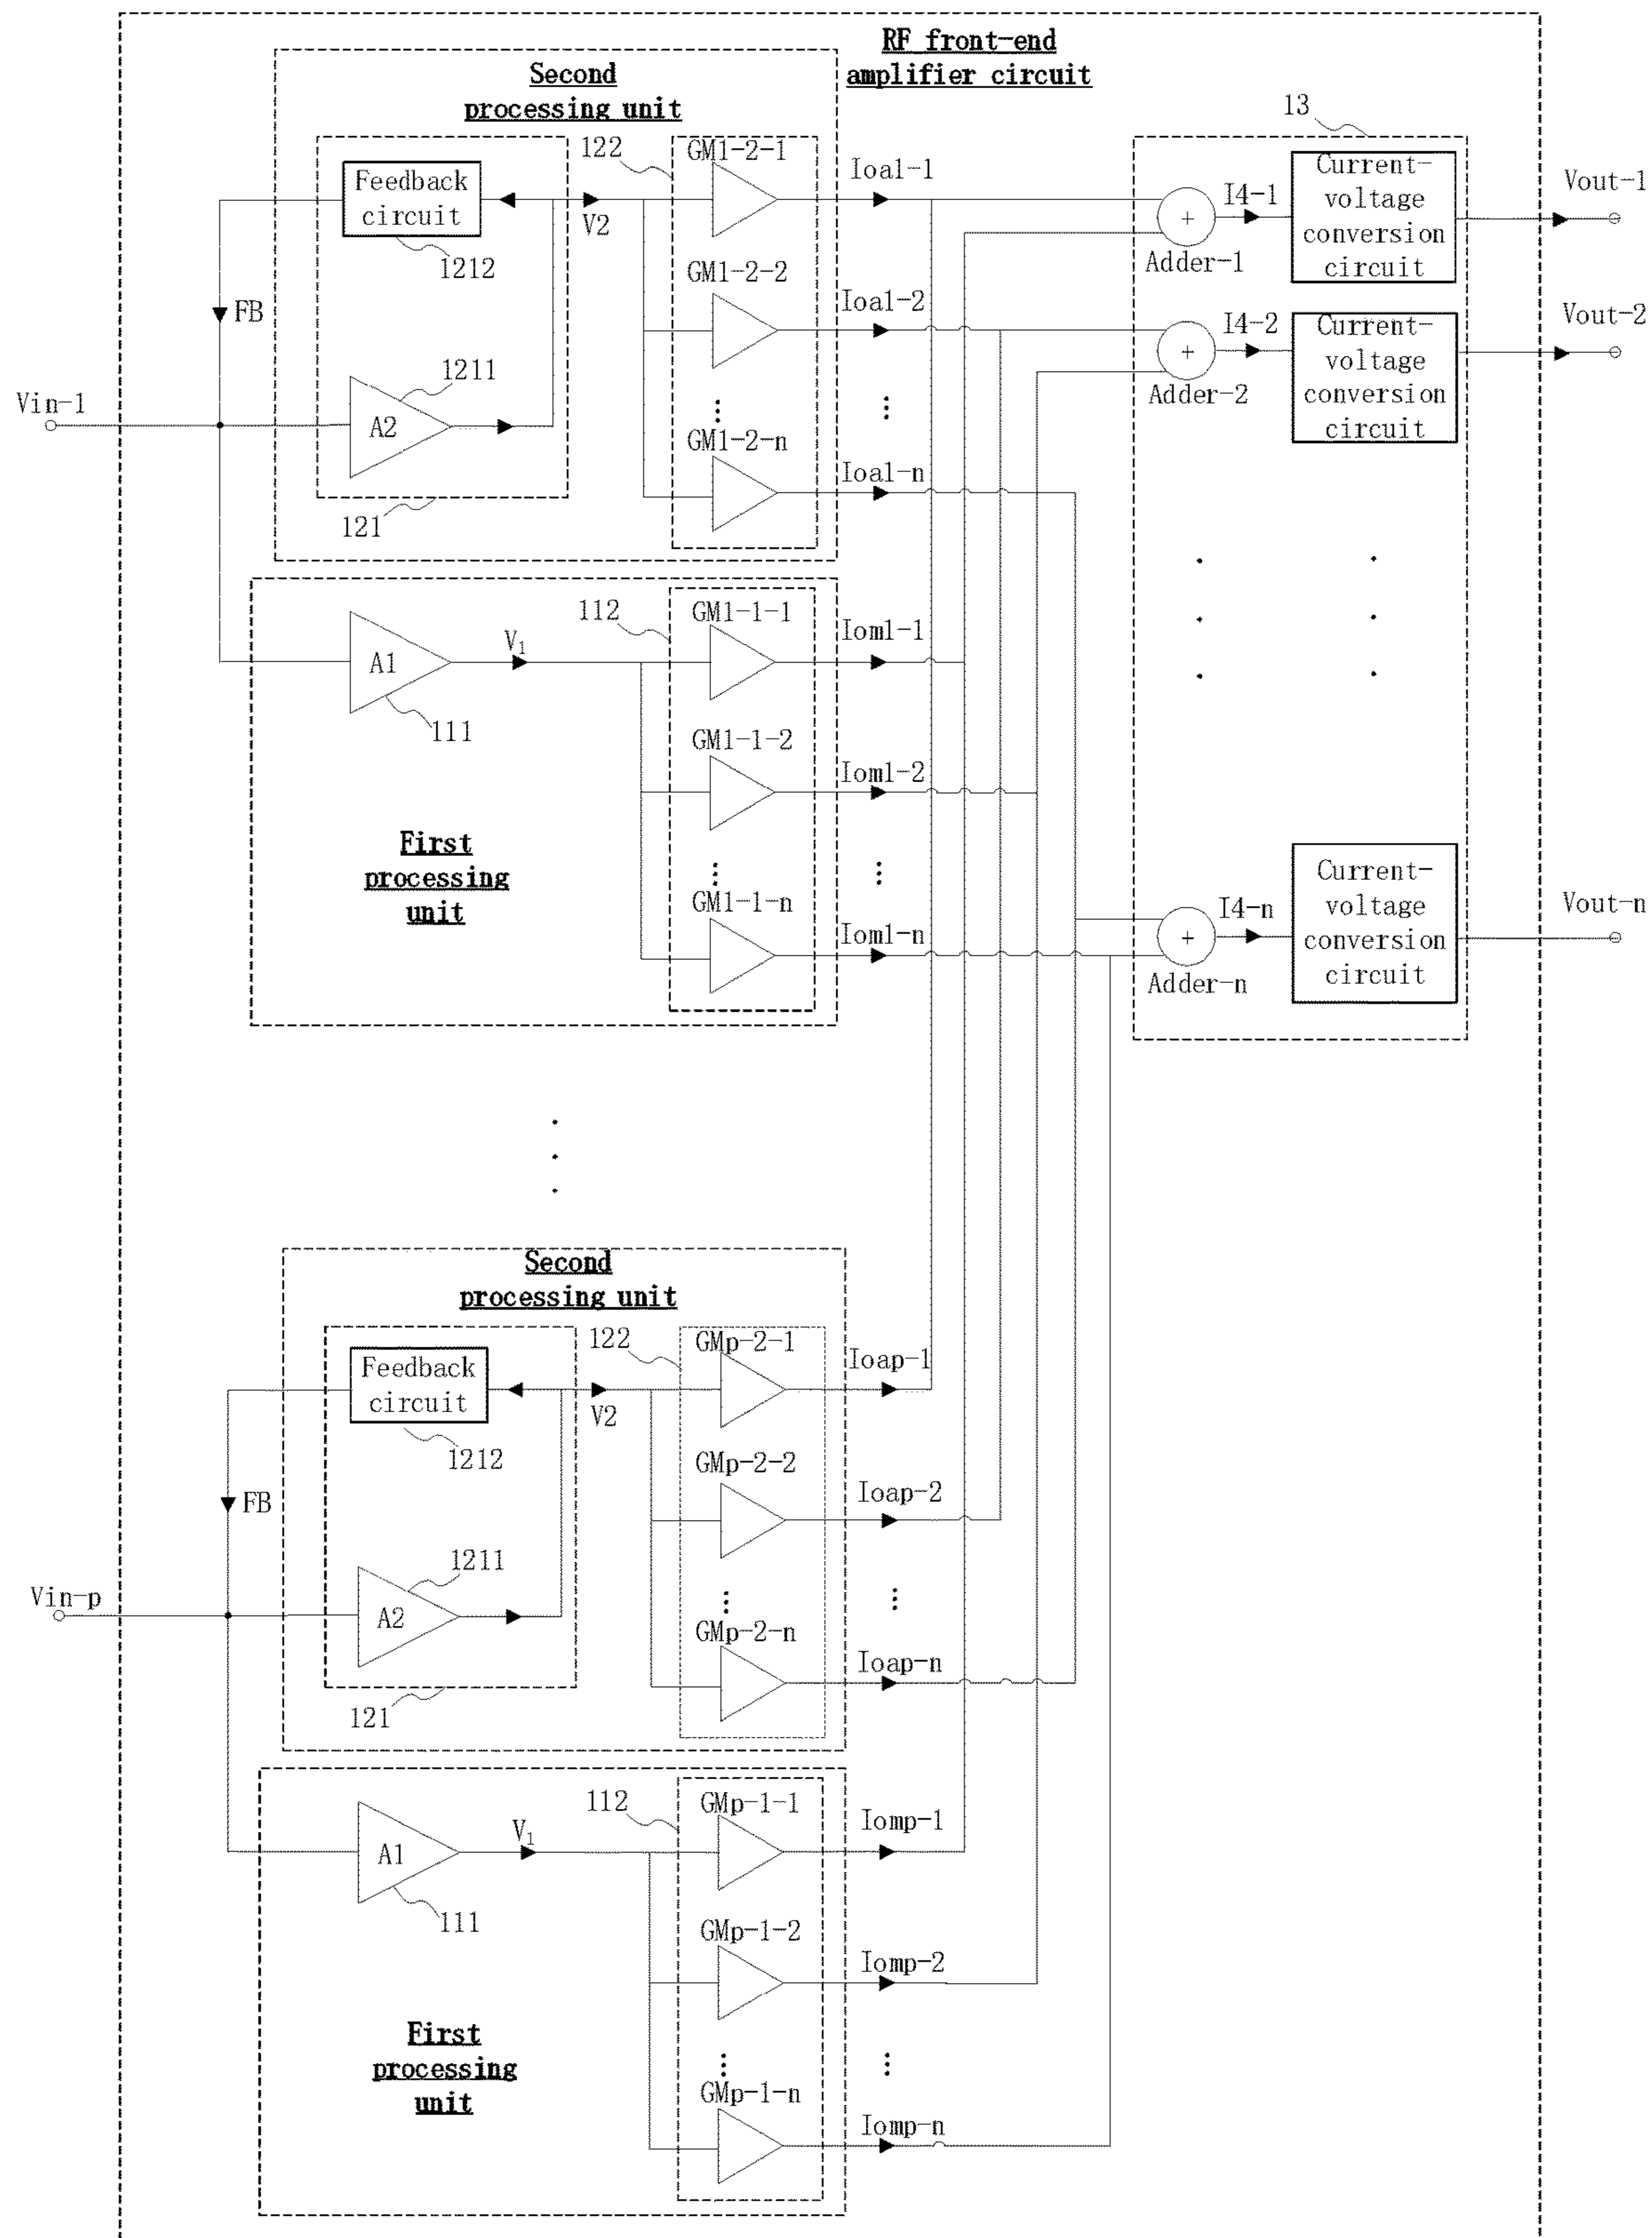 RF front-end
amplifier circuit
Second
processing unit
13
122
GM1-2-1
Ioa1-1
Feedback
circuit
V2
1212
I4-1
Adder-1
Current-
voltage
conversion
circuit
Vout-1
FB
GM1-2-2
Ioa1-2
I4-2
Adder-2
Current-
voltage
conversion
circuit
Vout-2
1211
Vin-1
A2
GM1-2-n
Ioa1-n
121
112
GM1-1-1
Iom1-1
A1
V1
111
GM1-1-2
Iom1-2
First
processing
unit
GM1-1-n
Iom1-n
I4-n
Adder-n
Current-
voltage
conversion
circuit
Vout-n
Second
processing unit
122
GMp-2-1
Ioap-1
Feedback
circuit
V2
1212
FB
GMp-2-2
Ioap-2
1211
Vin-p
A2
GMp-2-n
Ioap-n
121
112
GMp-1-1
Iomp-1
A1
V1
111
GMp-1-2
Iomp-2
First
processing
unit
GMp-1-n
Iomp-n